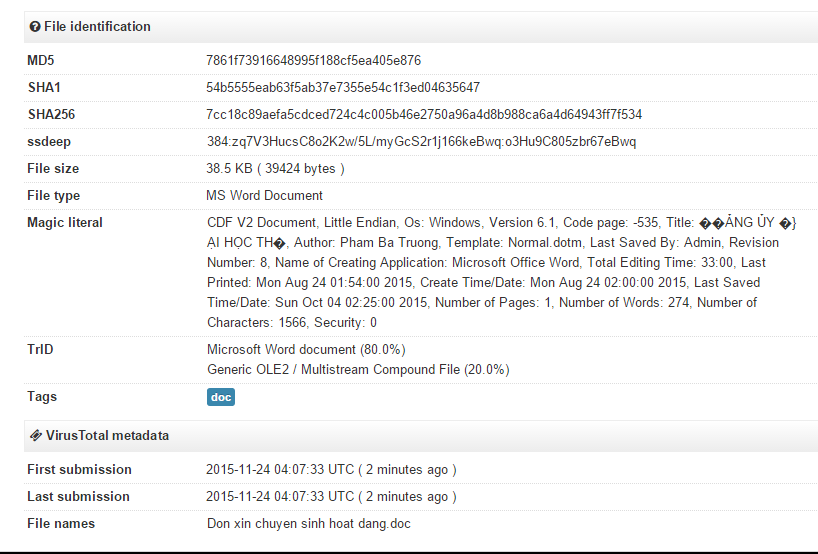 File identification
MD5 7861f73916648995f188cf5ea405e876
SHA1 54b5555eab63f5ab37e7355e54c1f3ed04635647
SHA256 7cc18c89aefa5cdced724c4c005b46e2750a96a4d8b988ca6a4d64943ff7f534
ssdeep 384:zq7V3HucsC8o2K2w/5L/myGcS2r1j166keBwq:o3Hu9C805zbr67eBwq
File size 38.5 KB ( 39424 bytes )
File type MS Word Document
Magic literal CDF V2 Document, Little Endian, Os: Windows, Version 6.1, Code page: -535, Title: ��ẢNG ỦY �}
ẠI HỌC TH�, Author: Pham Ba Truong, Template: Normal.dotm, Last Saved By: Admin, Revision
Number: 8, Name of Creating Application: Microsoft Office Word, Total Editing Time: 33:00, Last
Printed: Mon Aug 24 01:54:00 2015, Create Time/Date: Mon Aug 24 02:00:00 2015, Last Saved
Time/Date: Sun Oct 04 02:25:00 2015, Number of Pages: 1, Number of Words: 274, Number of
Characters: 1566, Security: 0
TrID Microsoft Word document (80.0%)
Generic OLE2 / Multistream Compound File (20.0%)
Tags doc
VirusTotal metadata
First submission 2015-11-24 04:07:33 UTC ( 2 minutes ago )
Last submission 2015-11-24 04:07:33 UTC ( 2 minutes ago )
File names Don xin chuyen sinh hoat dang.doc